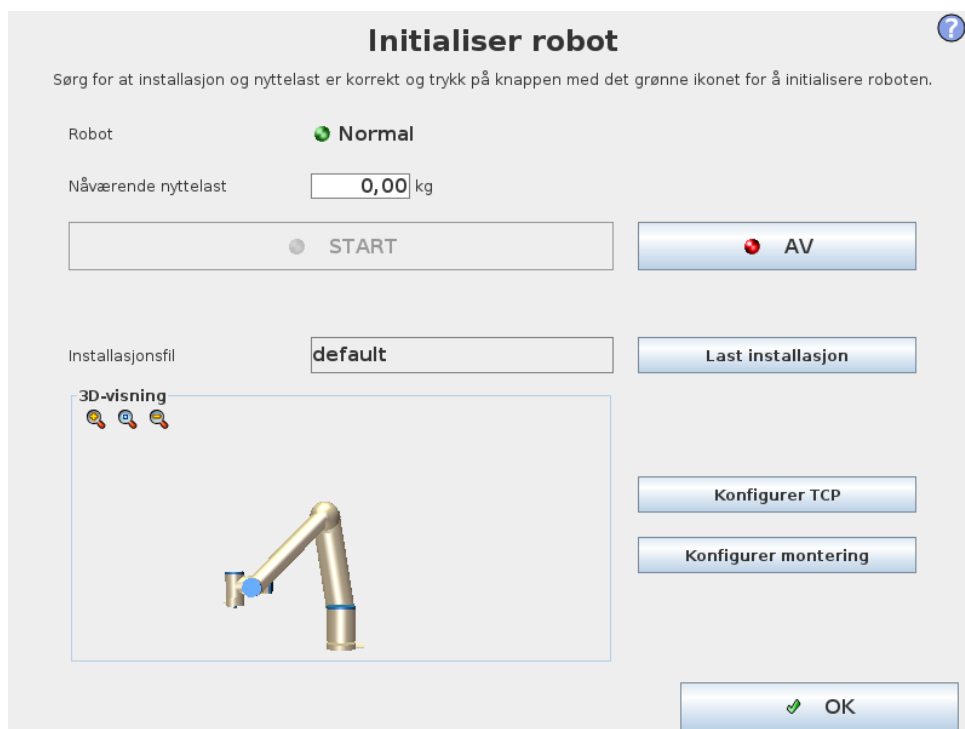 Initialiser robot
?
Sørg for at installasjon og nyttelast er korrekt og trykk på knappen med det grønne ikonet for å initialisere roboten.
Robot Normal
Nåværende nyttelast 0,00 kg
START AV
Installasjonsfil default Last installasjon
3D-visning
Konfigurer TCP
Konfigurer montering
OK